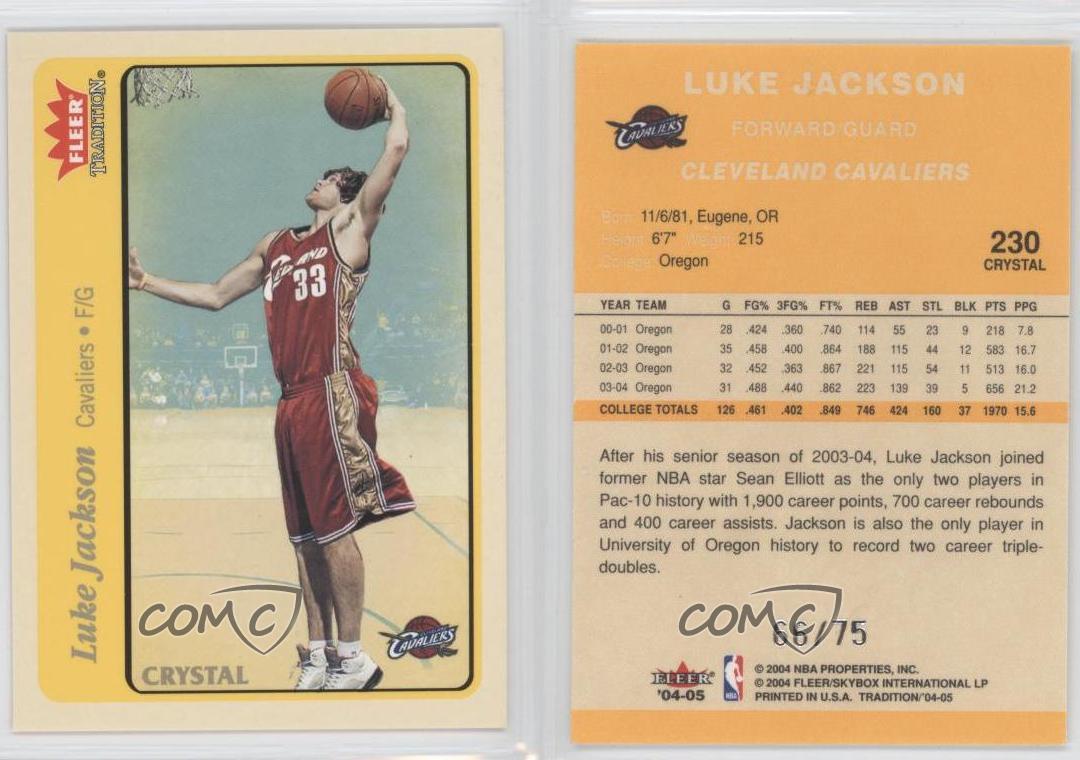 FLEER
TRADITION®
Luke Jackson Cavaliers • F/G
33
CAVALIERS
CRYSTAL
COMC
LUKE JACKSON
CAVALIERS
FORWARD GUARD
CLEVELAND CAVALIERS
Born: 11/6/81, Eugene, OR
Height: 6'7" Weight: 215
College: Oregon
230
CRYSTAL
YEAR TEAM G FG% 3FG% FT% REB AST STL BLK PTS PPG
00-01 Oregon 28 .424 .360 .740 114 55 23 9 218 7.8
01-02 Oregon 35 .458 .400 .864 188 115 44 12 583 16.7
02-03 Oregon 32 .452 .363 .867 221 115 54 11 513 16.0
03-04 Oregon 31 .488 .440 .862 223 139 39 5 656 21.2
COLLEGE TOTALS 126 .461 .402 .849 746 424 160 37 1970 15.6
After his senior season of 2003-04, Luke Jackson joined
former NBA star Sean Elliott as the only two players in
Pac-10 history with 1,900 career points, 700 career rebounds
and 400 career assists. Jackson is also the only player in
University of Oregon history to record two career triple-
doubles.
COMC
66/75
FLEER
'04-05
NBA
© 2004 NBA PROPERTIES, INC.
© 2004 FLEER/SKYBOX INTERNATIONAL LP
PRINTED IN U.S.A. TRADITION/'04-05